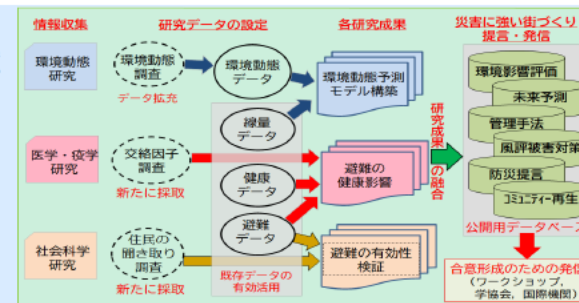 情報収集
研究データの設定
各研究成果
災害に強い街づくり
提言・発信
環境動態
研究
環境動態
調査
データ拡充
環境動態
データ
環境動態予測
モデル構築
線量
データ
医学・疫学
研究
交絡因子
調査
新たに採取
健康
データ
避難の
健康影響
避難
データ
社会科学
研究
住民の
聞き取り
調査
新たに採取
既存データの
有効活用
避難の有効性
検証
研究成果の融合
環境影響評価
未来予測
管理手法
風評被害対策
防災提言
コミュニティー再生
公開用データベース
合意形成のための発信
(ワークショップ,
学協会, 国際機関)